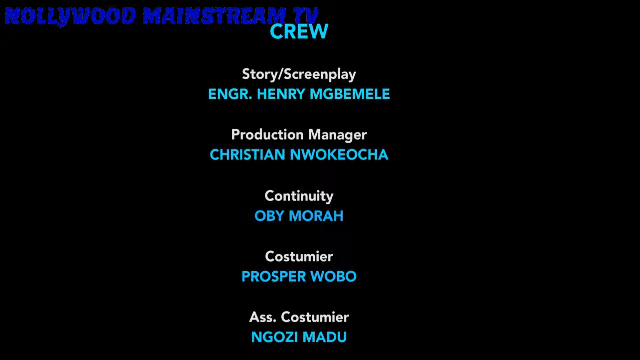 NOLLYWOOD MAINSTREAM TV
CREW
Story/Screenplay
ENGR. HENRY MGBEMELE
Production Manager
CHRISTIAN NWOKEOCHA
Continuity
OBY MORAH
Costumier
PROSPER WOBO
Ass. Costumier
NGOZI MADU